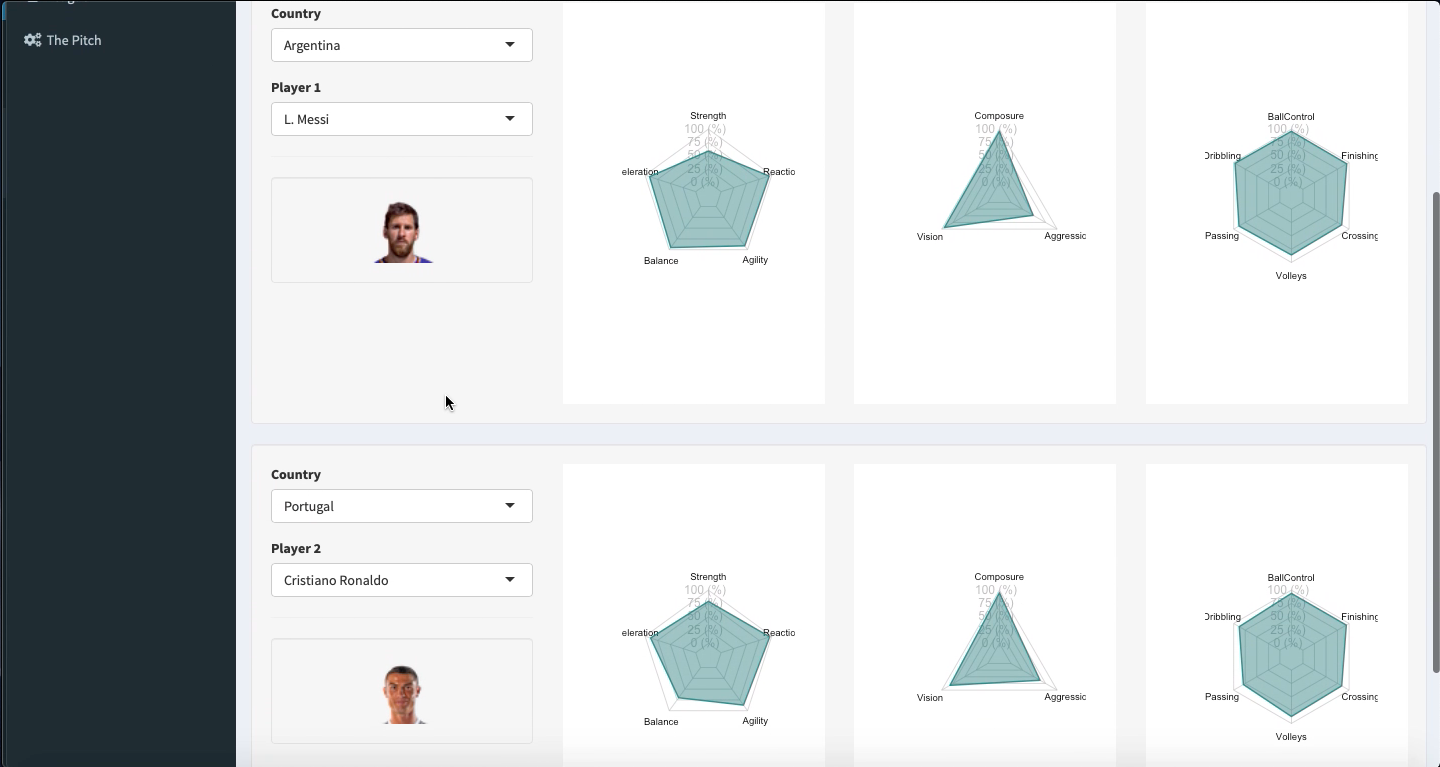 The Pitch
Country
Argentina
Player 1
L. Messi
Strength
100 (%)
75 (%)
50 (%)
25 (%)
0 (%)
eleration
Reactio
Balance
Agility
Composure
100 (%)
75 (%)
50 (%)
25 (%)
0 (%)
Vision
Aggressic
BallControl
100 (%)
75 (%)
50 (%)
25 (%)
0 (%)
Dribbling
Finishing
Passing
Crossing
Volleys
Country
Portugal
Player 2
Cristiano Ronaldo
Strength
100 (%)
75 (%)
50 (%)
25 (%)
0 (%)
eleration
Reactio
Balance
Agility
Composure
100 (%)
75 (%)
50 (%)
25 (%)
0 (%)
Vision
Aggressic
BallControl
100 (%)
75 (%)
50 (%)
25 (%)
0 (%)
Dribbling
Finishing
Passing
Crossing
Volleys